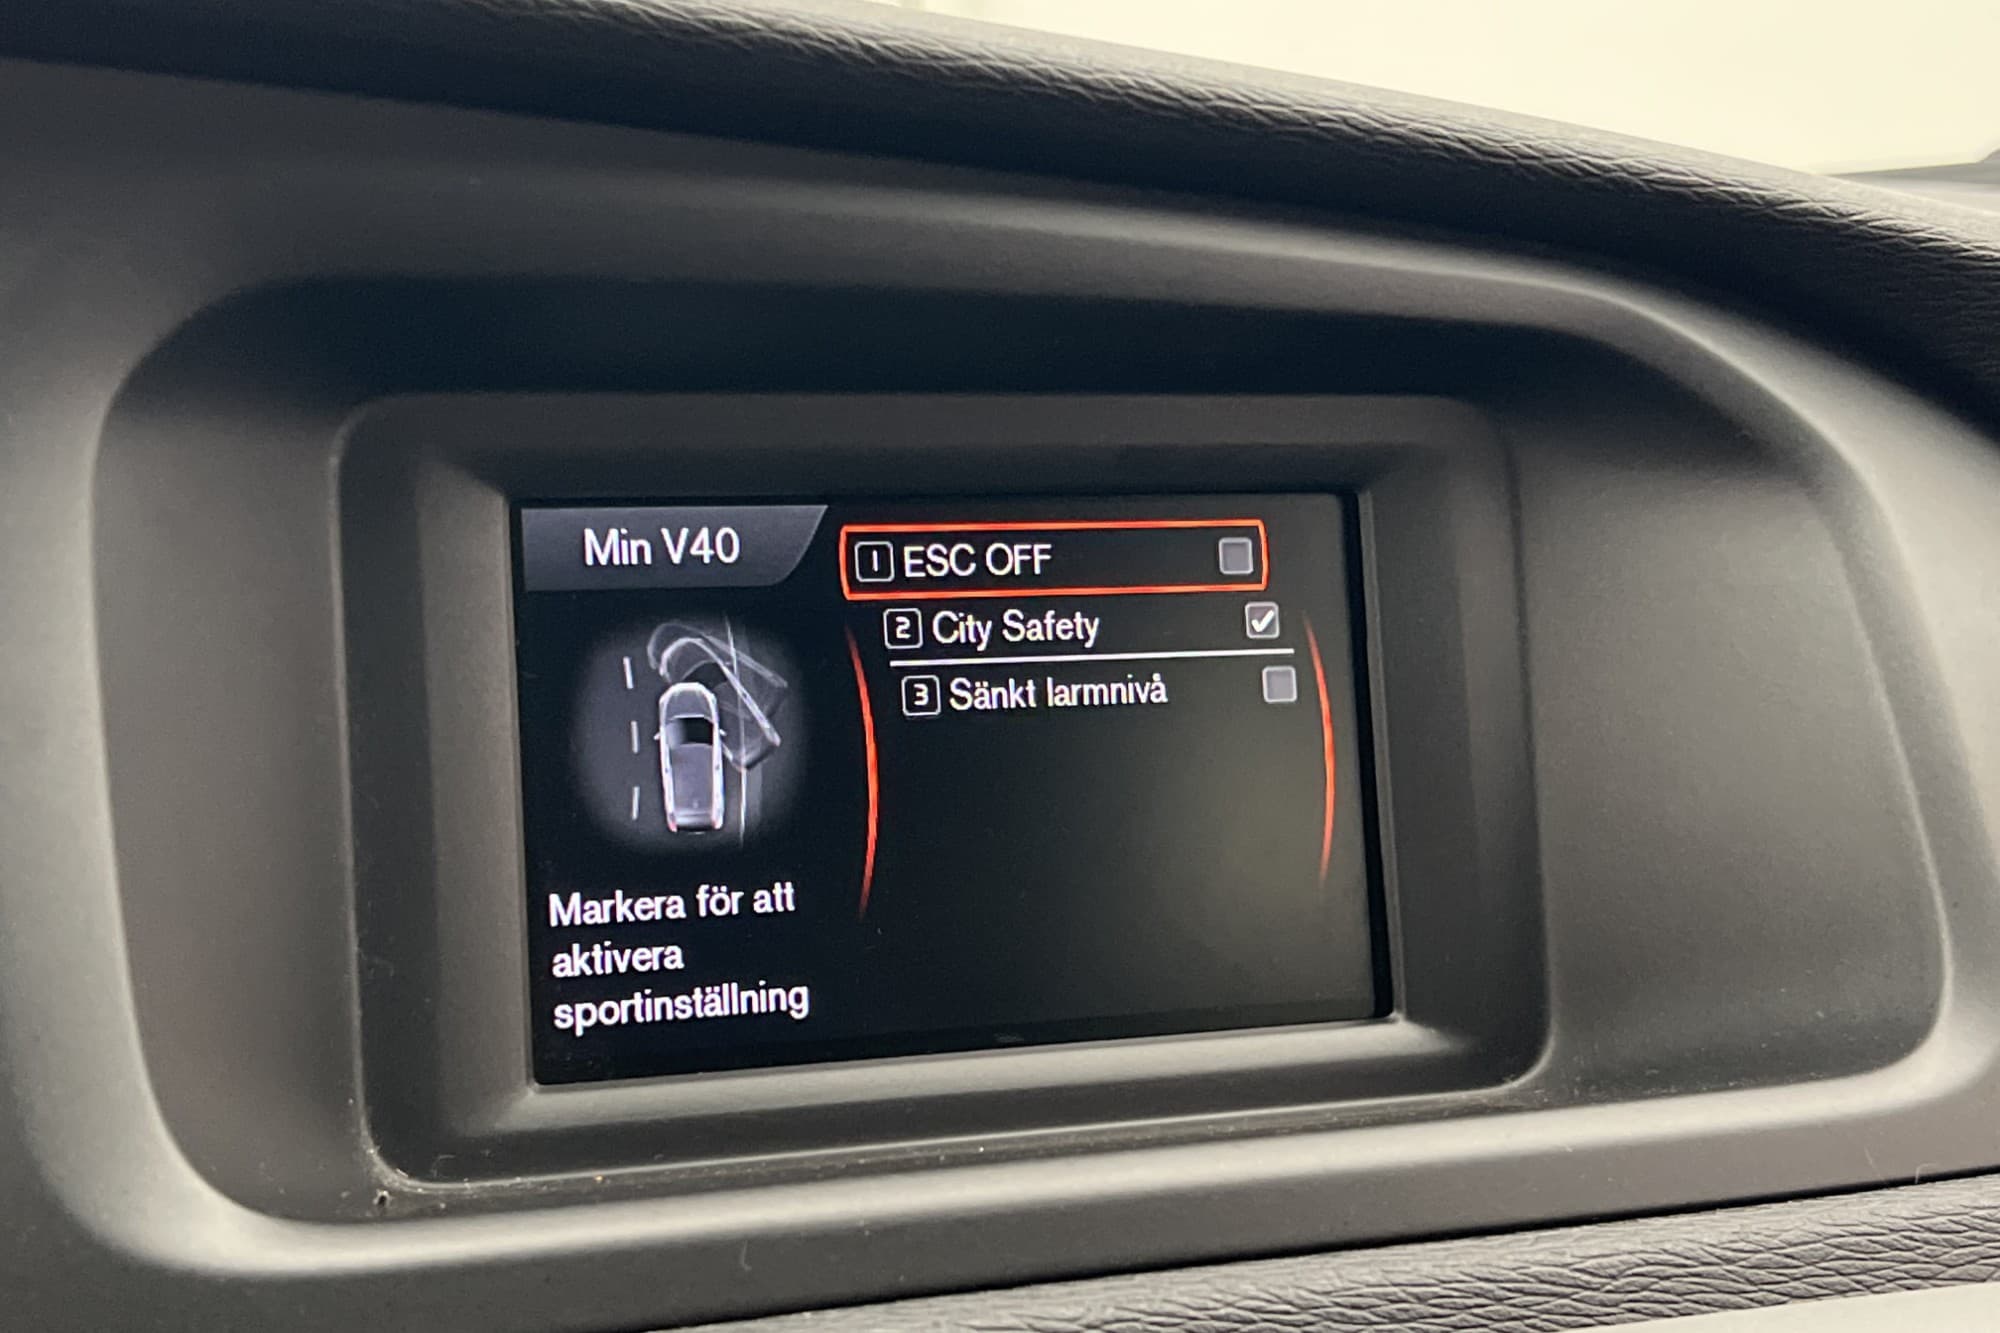 Min V40
1 ESC OFF
2 City Safety
3 Sänkt larmnivå
Markera för att
aktivera
sportinställning